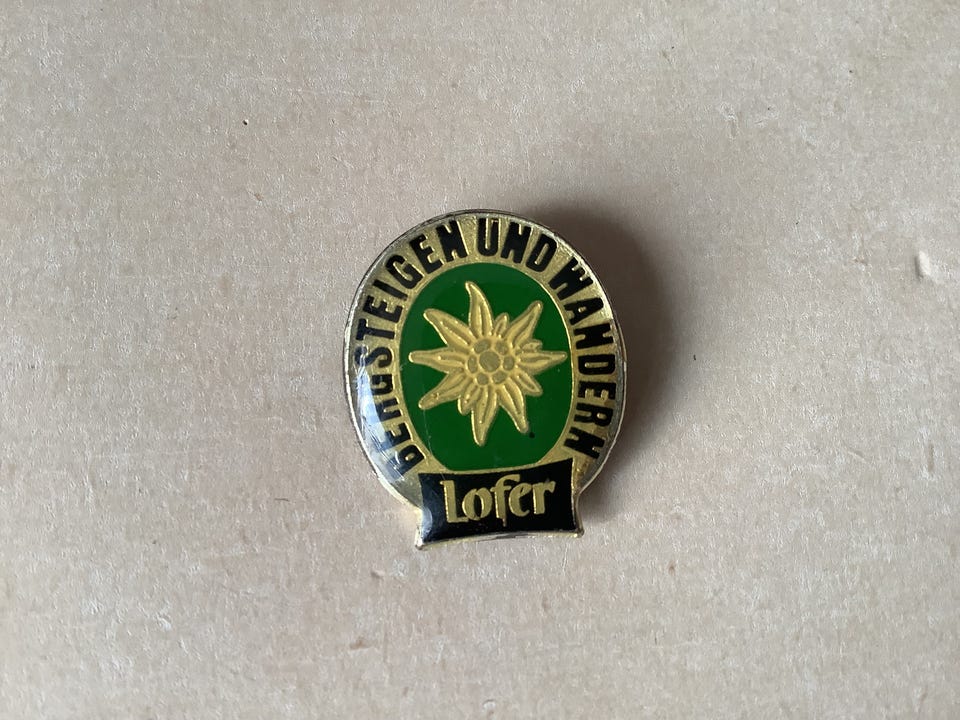 BERGSTEIGEN UND WANDERN
Lofer